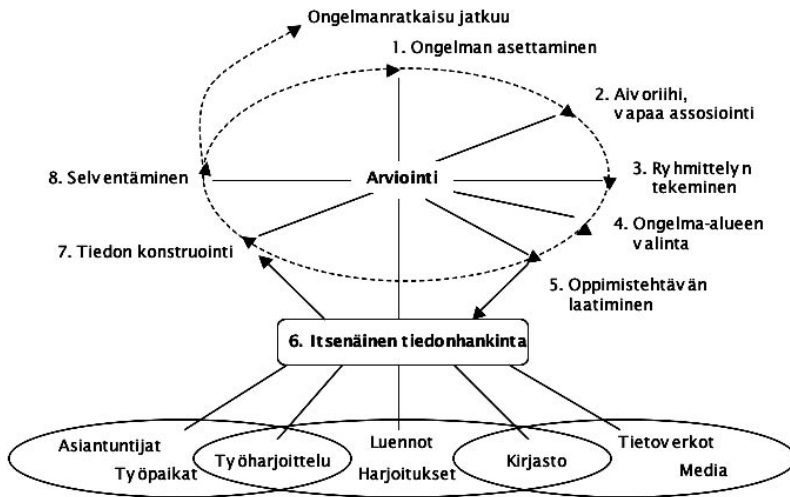 Ongelmanratkaisu jatkuu
1. Ongelman asettaminen
2. Aivoriihi,
vapaa assosiointi
8. Selventäminen
Arviointi
3. Ryhmittelyn
tekeminen
4. Ongelma-alueen
valinta
7. Tiedon konstruointi
5. Oppimistehtävän
laatiminen
6. Itsenäinen tiedonhankinta
Asiantuntijat
Työpaikat
Työharjoittelu
Luennot
Harjoitukset
Kirjasto
Tietoverkot
Media